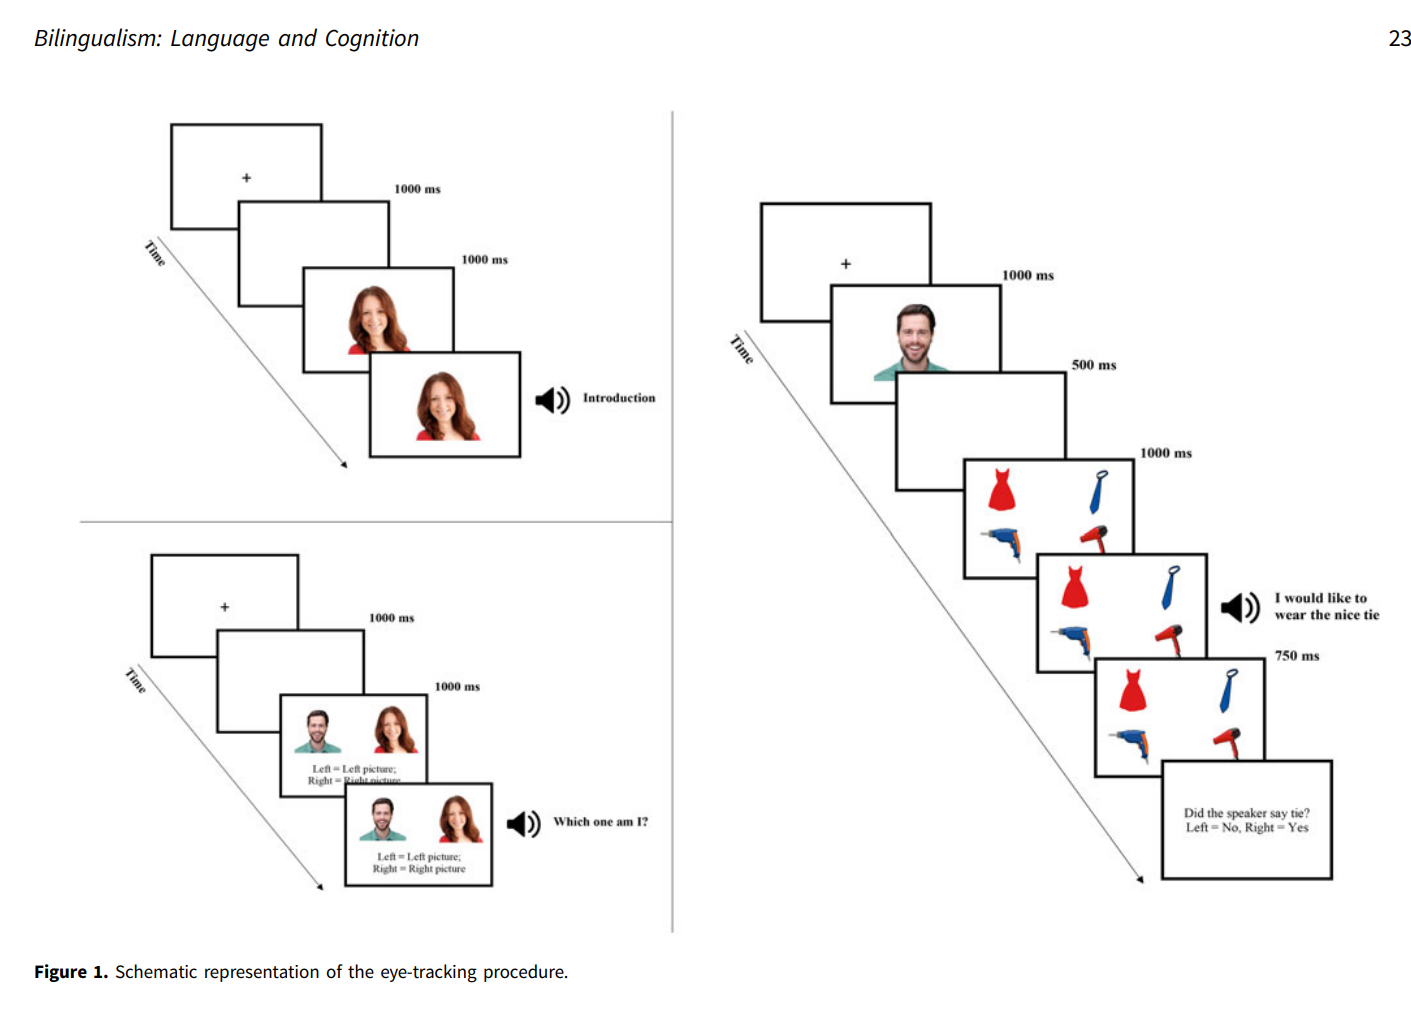 Bilingualism: Language and Cognition
23
+
1000 ms
1000 ms
Time
Introduction
+
1000 ms
1000 ms
Time
Left = Left picture;
Right = Right picture
Left = Left picture;
Right = Right picture
Which one am I?
+
1000 ms
500 ms
1000 ms
Time
I would like to
wear the nice tie
750 ms
Did the speaker say tie?
Left = No, Right = Yes
Figure 1. Schematic representation of the eye-tracking procedure.